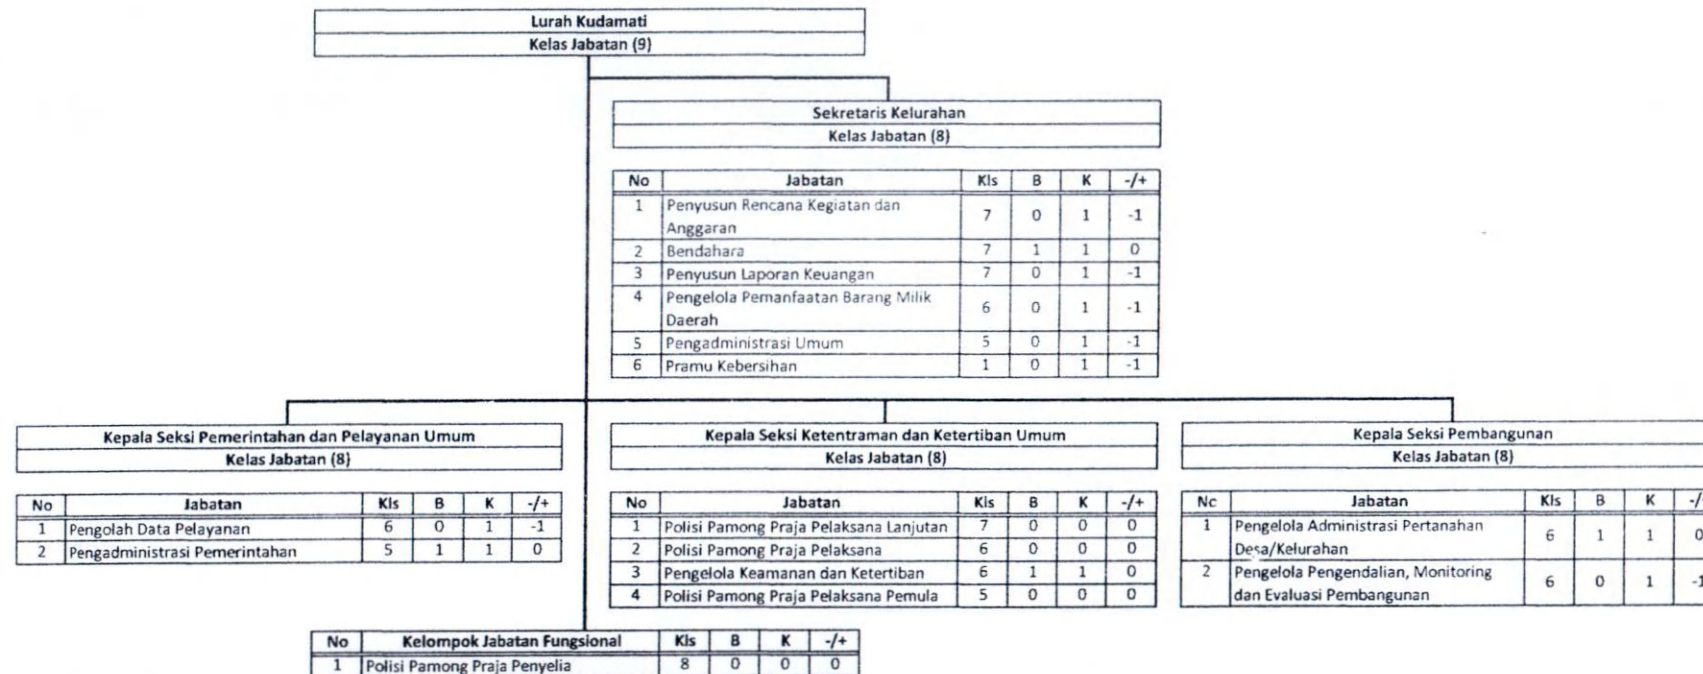 Lurah Kudamati
Kelas Jabatan (9)
Sekretaris Kelurahan
Kelas Jabatan (8)
No Jabatan Kls B K -/+
1 Penyusun Rencana Kegiatan dan
Anggaran 7 0 1 -1
2 Bendahara 7 1 1 0
3 Penyusun Laporan Keuangan 7 0 1 -1
4 Pengelola Pemanfaatan Barang Milik
Daerah 6 0 1 -1
5 Pengadministrasi Umum 5 0 1 -1
6 Pramu Kebersihan 1 0 1 -1
Kepala Seksi Pemerintahan dan Pelayanan Umum
Kelas Jabatan (8)
No Jabatan Kls B K -/+
1 Pengolah Data Pelayanan 6 0 1 -1
2 Pengadministrasi Pemerintahan 5 1 1 0
Kepala Seksi Ketentraman dan Ketertiban Umum
Kelas Jabatan (8)
No Jabatan Kls B K -/+
1 Polisi Pamong Praja Pelaksana Lanjutan 7 0 0 0
2 Polisi Pamong Praja Pelaksana 6 0 0 0
3 Pengelola Keamanan dan Ketertiban 6 1 1 0
4 Polisi Pamong Praja Pelaksana Pemula 5 0 0 0
Kepala Seksi Pembangunan
Kelas Jabatan (8)
Nc Jabatan Kls B K -/
1 Pengelola Administrasi Pertanahan
Desa/Kelurahan 6 1 1 0
2 Pengelola Pengendalian, Monitoring
dan Evaluasi Pembangunan 6 0 1 -1
No Kelompok Jabatan Fungsional Kls B K -/+
1 Polisi Pamong Praja Penyelia 8 0 0 0